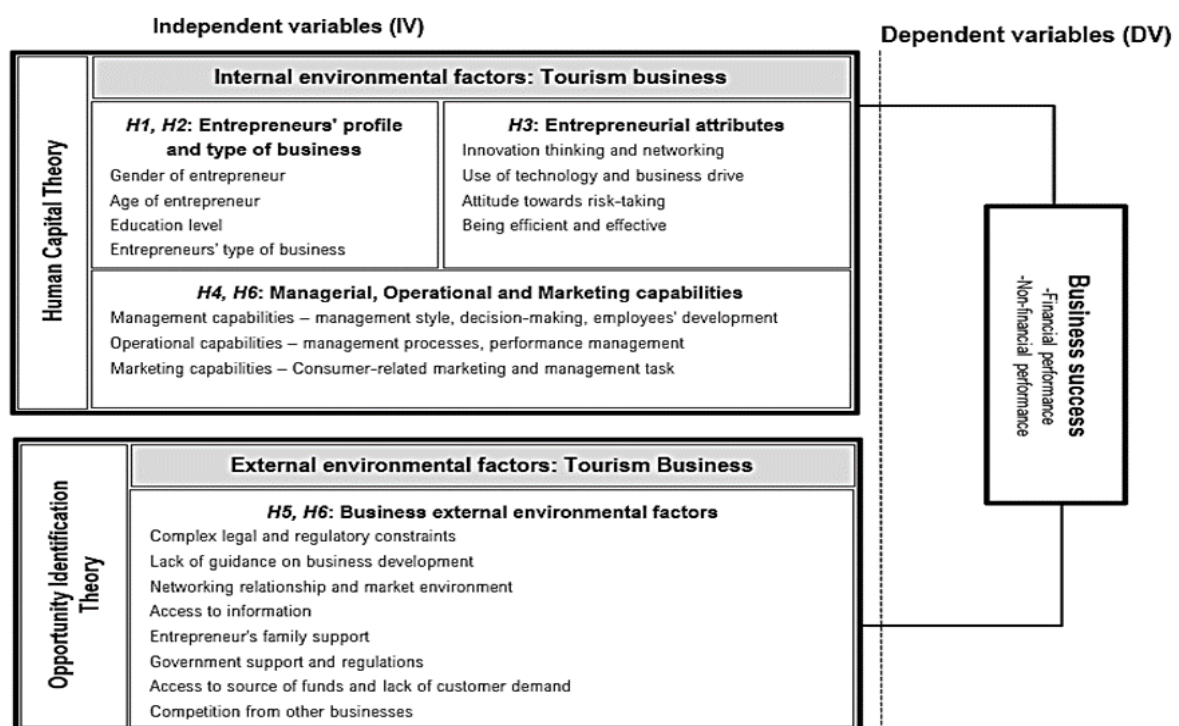 Independent variables (IV)
Dependent variables (DV)
Human Capital Theory
Internal environmental factors: Tourism business
H1, H2: Entrepreneurs' profile
and type of business
Gender of entrepreneur
Age of entrepreneur
Education level
Entrepreneurs' type of business
H3: Entrepreneurial attributes
Innovation thinking and networking
Use of technology and business drive
Attitude towards risk-taking
Being efficient and effective
H4, H6: Managerial, Operational and Marketing capabilities
Management capabilities – management style, decision-making, employees' development
Operational capabilities – management processes, performance management
Marketing capabilities – Consumer-related marketing and management task
Opportunity Identification
Theory
External environmental factors: Tourism Business
H5, H6: Business external environmental factors
Complex legal and regulatory constraints
Lack of guidance on business development
Networking relationship and market environment
Access to information
Entrepreneur's family support
Government support and regulations
Access to source of funds and lack of customer demand
Competition from other businesses
Business success
-Financial performance
-Non-financial performance